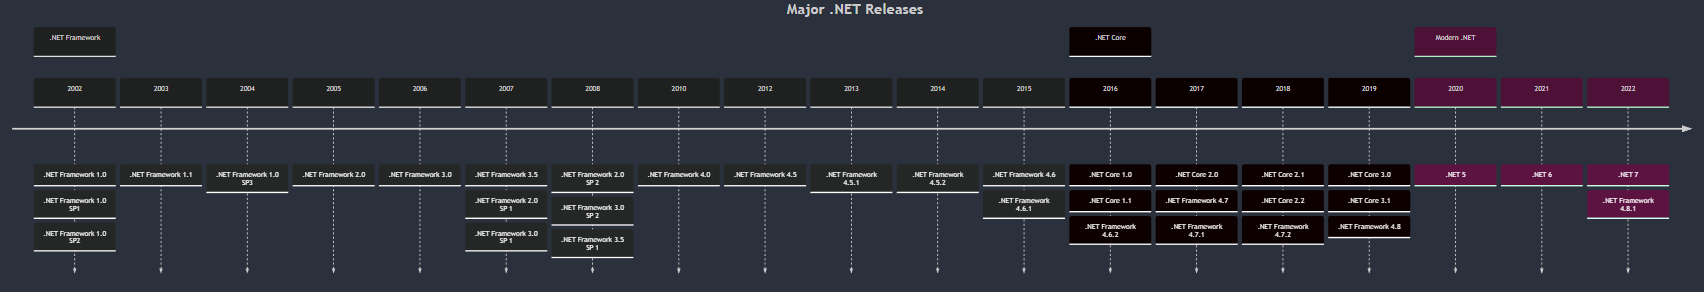 Major .NET Releases
.NET Framework
.NET Core
Modern .NET
2002
2003
2004
2005
2006
2007
2008
2010
2012
2013
2014
2015
2016
2017
2018
2019
2020
2021
2022
.NET Framework 1.0
.NET Framework 1.0
SP1
.NET Framework 1.0
SP2
.NET Framework 1.1
.NET Framework 1.0
SP3
.NET Framework 2.0
.NET Framework 3.0
.NET Framework 3.5
.NET Framework 2.0
SP 1
.NET Framework 3.0
SP 1
.NET Framework 2.0
SP 2
.NET Framework 3.0
SP 2
.NET Framework 3.5
SP 1
.NET Framework 4.0
.NET Framework 4.5
.NET Framework
4.5.1
.NET Framework
4.5.2
.NET Framework 4.6
.NET Framework
4.6.1
.NET Core 1.0
.NET Core 1.1
.NET Framework
4.6.2
.NET Core 2.0
.NET Framework 4.7
.NET Framework
4.7.1
.NET Core 2.1
.NET Core 2.2
.NET Framework
4.7.2
.NET Core 3.0
.NET Core 3.1
.NET Framework 4.8
.NET 5
.NET 6
.NET 7
.NET Framework
4.8.1